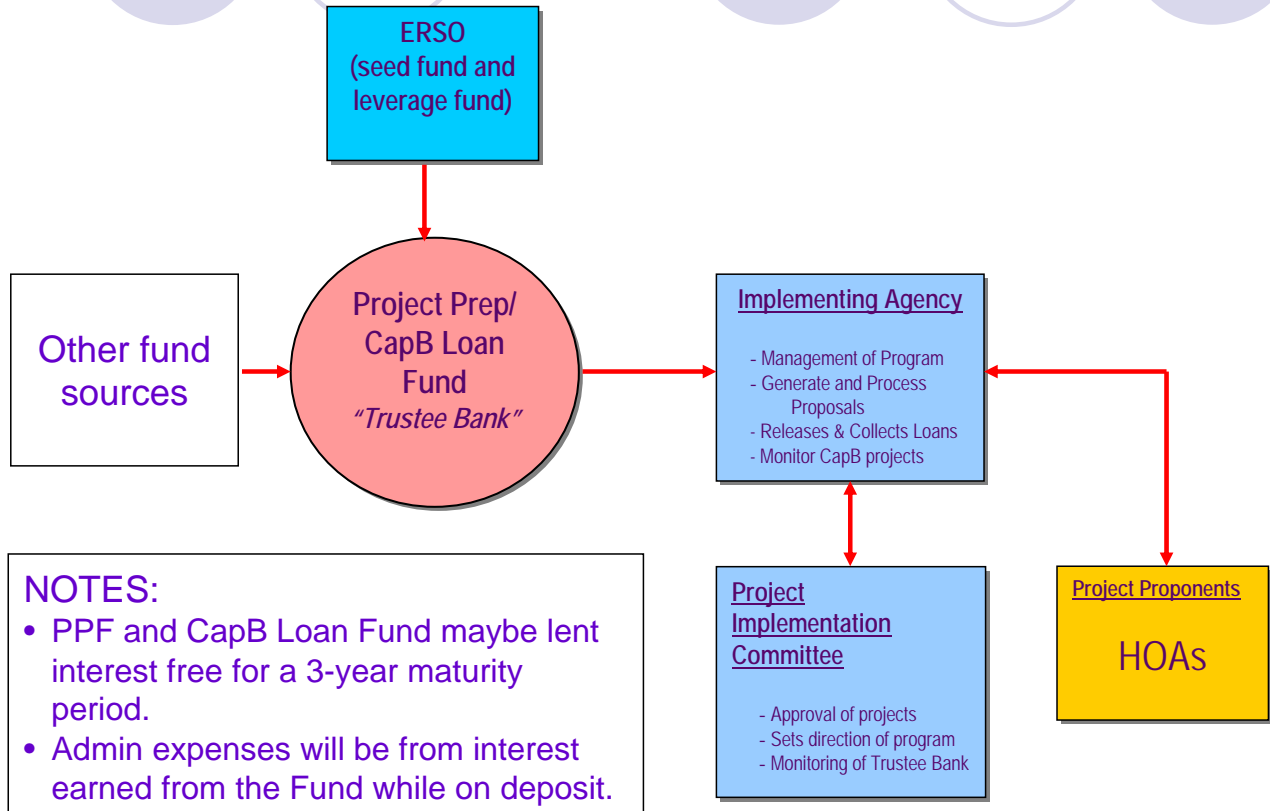 ERSO
(seed fund and
leverage fund)
Other fund
sources
Project Prep/
CapB Loan
Fund
“Trustee Bank”
Implementing Agency
- Management of Program
- Generate and Process
Proposals
- Releases & Collects Loans
- Monitor CapB projects
Project
Implementation
Committee
- Approval of projects
- Sets direction of program
- Monitoring of Trustee Bank
Project Proponents
HOAs
NOTES:
• PPF and CapB Loan Fund maybe lent
interest free for a 3-year maturity
period.
• Admin expenses will be from interest
earned from the Fund while on deposit.